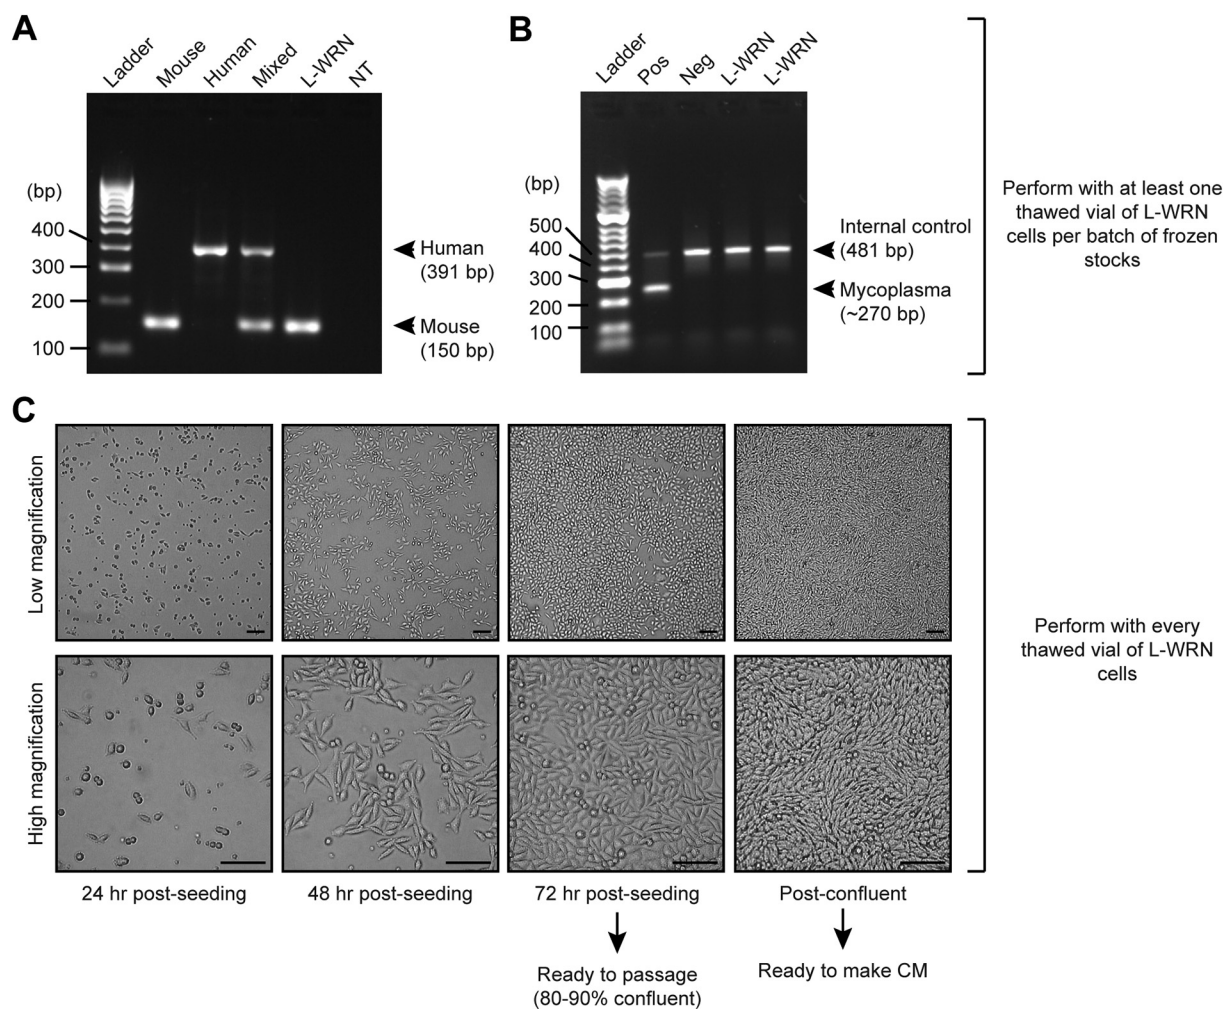 A
Ladder
Mouse
Human
Mixed
L-WRN
NT
(bp)
400
300
200
100
Human
(391 bp)
Mouse
(150 bp)
B
Ladder
Pos
Neg
L-WRN
L-WRN
(bp)
500
400
300
200
100
Internal control
(481 bp)
Mycoplasma
(~270 bp)
Perform with at least one
thawed vial of L-WRN
cells per batch of frozen
stocks
C
Low magnification
High magnification
24 hr post-seeding
48 hr post-seeding
72 hr post-seeding
Post-confluent
Ready to passage
(80-90% confluent)
Ready to make CM
Perform with every
thawed vial of L-WRN
cells